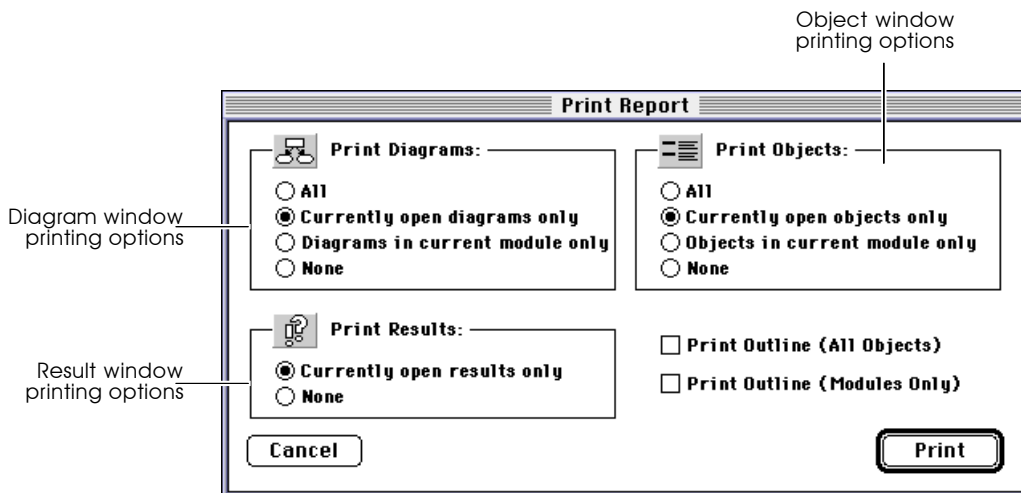 Object window
printing options
Print Report
Print Diagrams:
All
Currently open diagrams only
Diagrams in current module only
None
Print Objects:
All
Currently open objects only
Objects in current module only
None
Diagram window
printing options
Print Results:
Currently open results only
None
Result window
printing options
Print Outline (All Objects)
Print Outline (Modules Only)
Cancel
Print